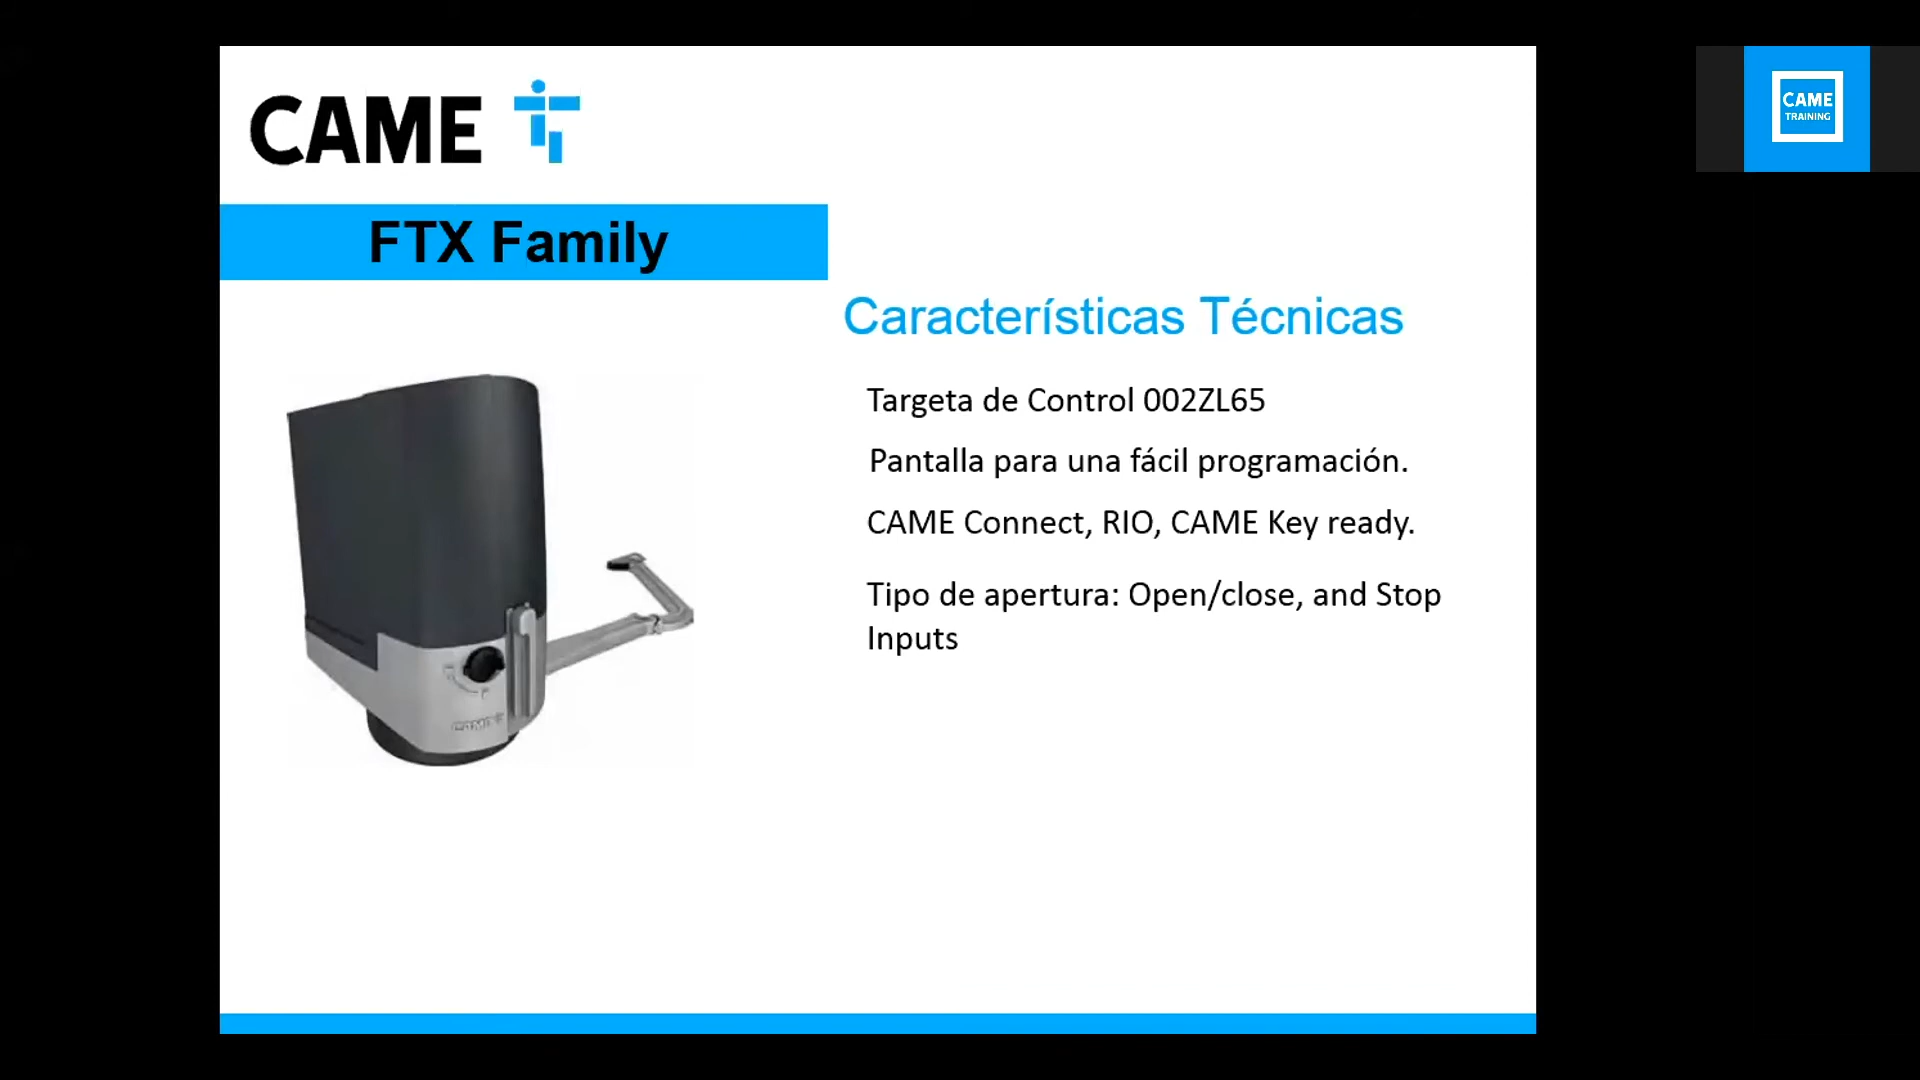 CAME
CAME
TRAINING
FTX Family
Características Técnicas
Targeta de Control 002ZL65
Pantalla para una fácil programación.
CAME Connect, RIO, CAME Key ready.
Tipo de apertura: Open/close, and Stop
Inputs
CAME